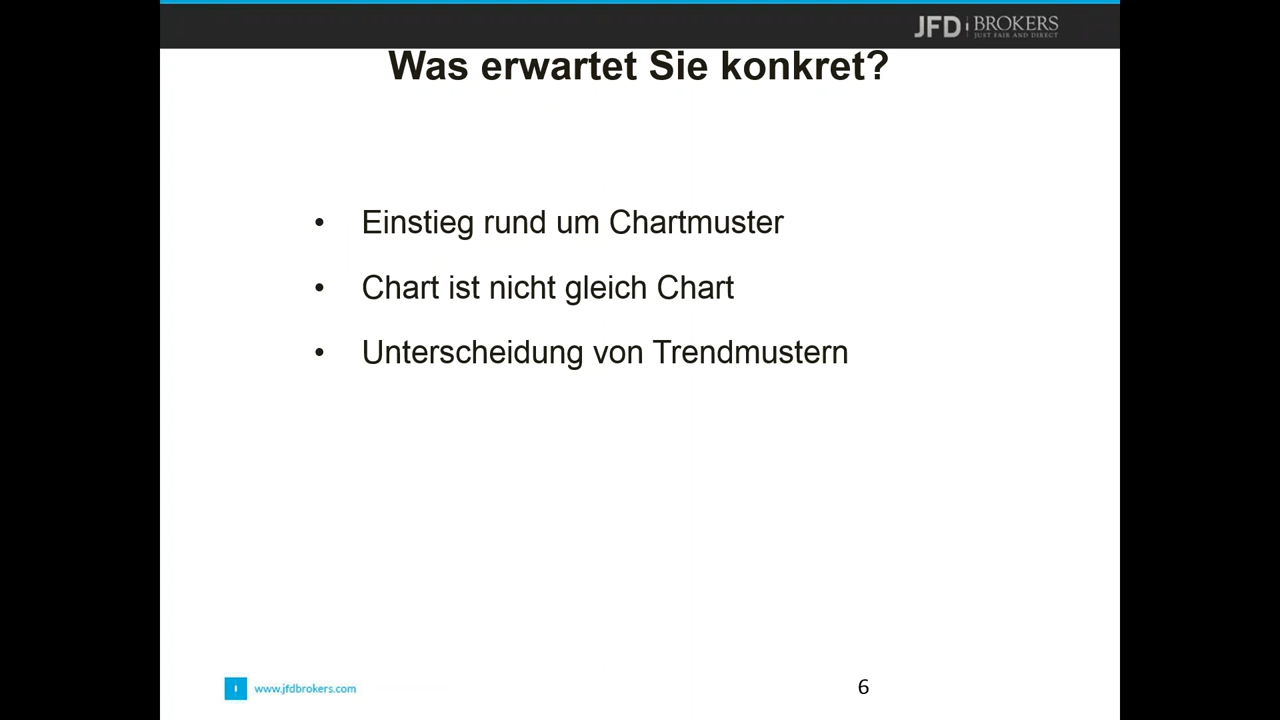 JFD BROKERS
JUST FAIR AND DIRECT
Was erwartet Sie konkret?
• Einstieg rund um Chartmuster
• Chart ist nicht gleich Chart
• Unterscheidung von Trendmustern
www.jfdbrokers.com
6